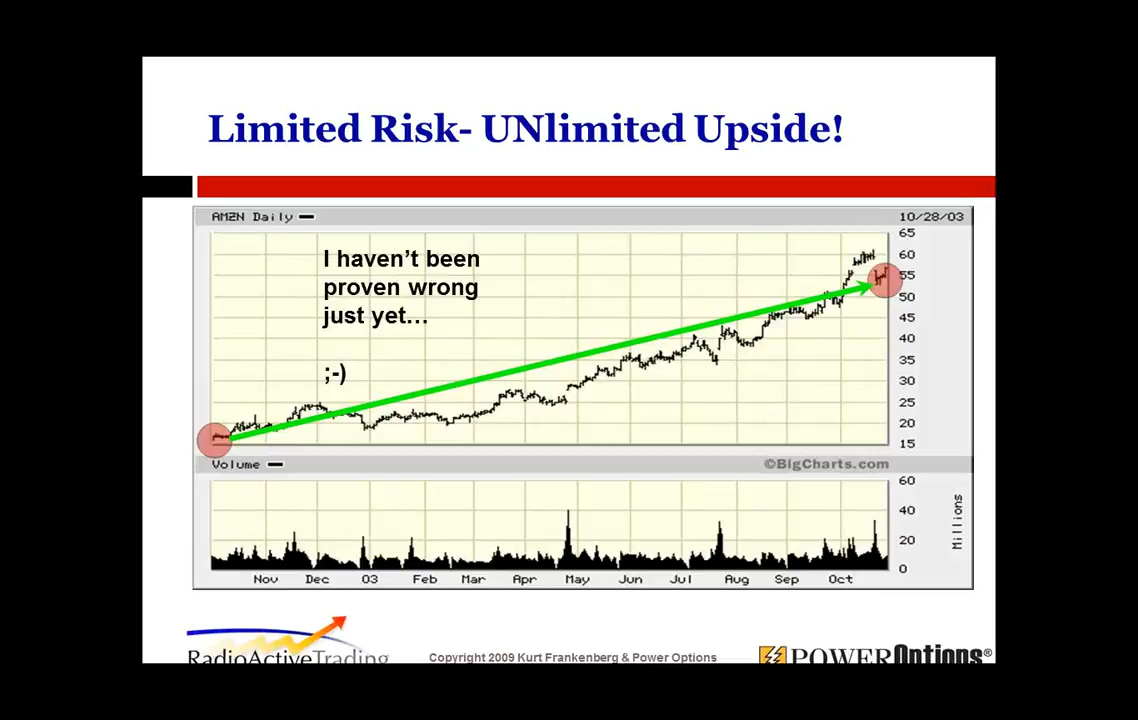 Limited Risk- UNlimited Upside!
AMZN Daily
10/28/03
I haven't been
proven wrong
just yet…
;-)
65
60
55
50
45
40
35
30
25
20
15
Volume
©BigCharts.com
60
40
20
0
Millions
Nov Dec 03 Feb Mar Apr May Jun Jul Aug Sep Oct
RadioActiveTrading
Copyright 2009 Kurt Frankenberg & Power Options
POWEROptions®